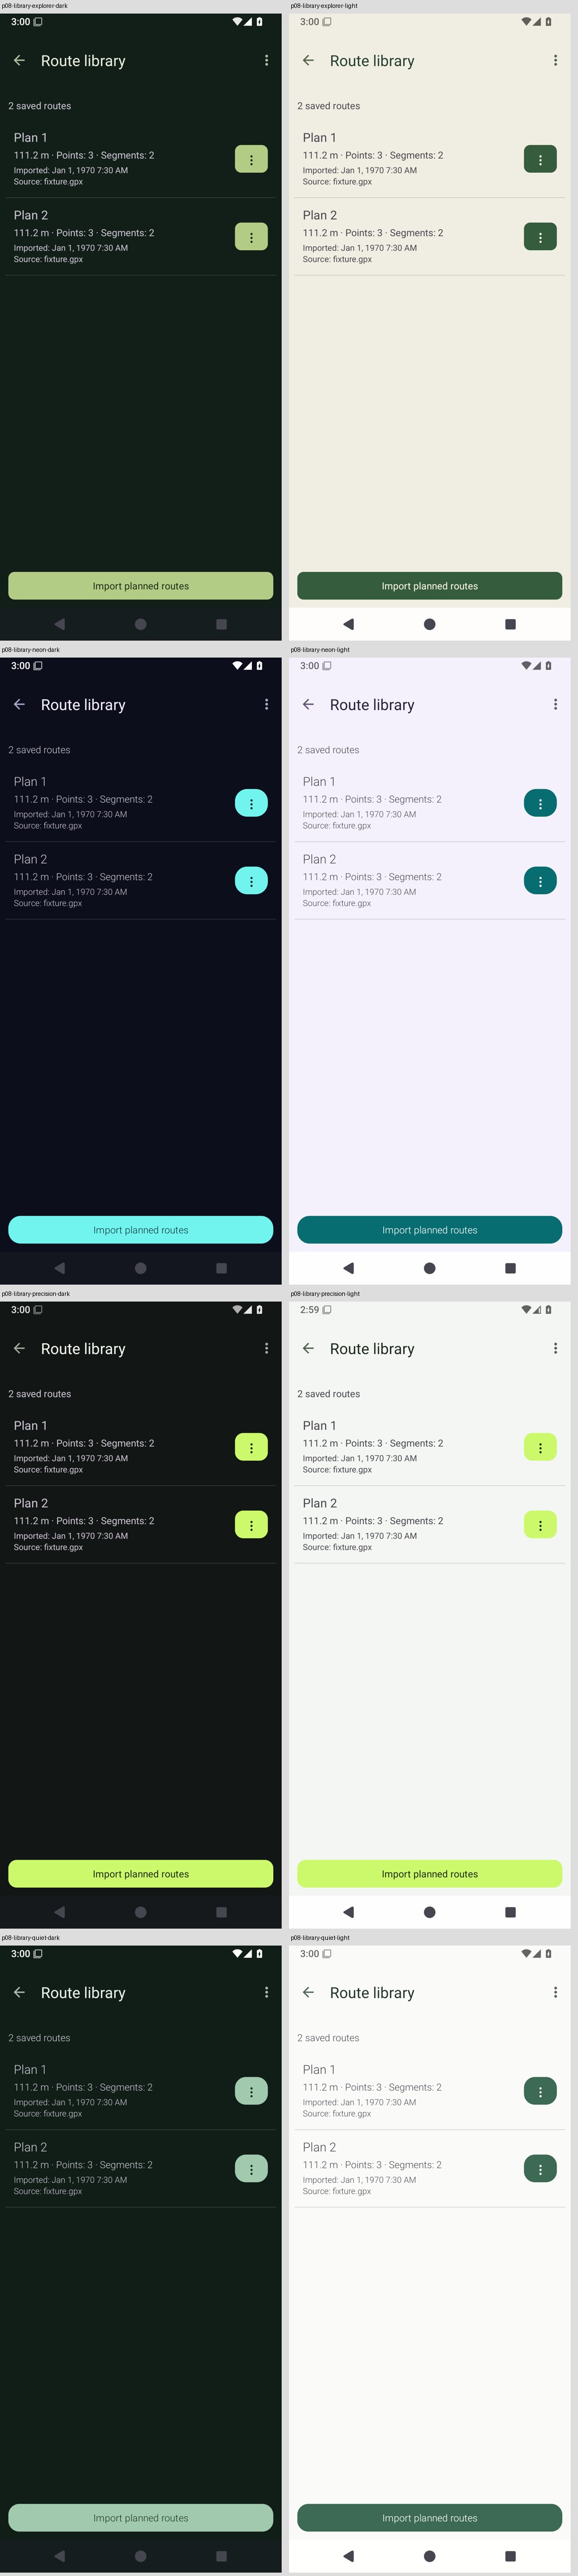 p08-library-explorer-dark
3:00
Route library
2 saved routes
Plan 1
111.2 m · Points: 3 · Segments: 2
Imported: Jan 1, 1970 7:30 AM
Source: fixture.gpx
Plan 2
111.2 m · Points: 3 · Segments: 2
Imported: Jan 1, 1970 7:30 AM
Source: fixture.gpx
Import planned routes
p08-library-explorer-light
3:00
Route library
2 saved routes
Plan 1
111.2 m · Points: 3 · Segments: 2
Imported: Jan 1, 1970 7:30 AM
Source: fixture.gpx
Plan 2
111.2 m · Points: 3 · Segments: 2
Imported: Jan 1, 1970 7:30 AM
Source: fixture.gpx
Import planned routes
p08-library-neon-dark
3:00
Route library
2 saved routes
Plan 1
111.2 m · Points: 3 · Segments: 2
Imported: Jan 1, 1970 7:30 AM
Source: fixture.gpx
Plan 2
111.2 m · Points: 3 · Segments: 2
Imported: Jan 1, 1970 7:30 AM
Source: fixture.gpx
Import planned routes
p08-library-neon-light
3:00
Route library
2 saved routes
Plan 1
111.2 m · Points: 3 · Segments: 2
Imported: Jan 1, 1970 7:30 AM
Source: fixture.gpx
Plan 2
111.2 m · Points: 3 · Segments: 2
Imported: Jan 1, 1970 7:30 AM
Source: fixture.gpx
Import planned routes
p08-library-precision-dark
3:00
Route library
2 saved routes
Plan 1
111.2 m · Points: 3 · Segments: 2
Imported: Jan 1, 1970 7:30 AM
Source: fixture.gpx
Plan 2
111.2 m · Points: 3 · Segments: 2
Imported: Jan 1, 1970 7:30 AM
Source: fixture.gpx
Import planned routes
p08-library-precision-light
2:59
Route library
2 saved routes
Plan 1
111.2 m · Points: 3 · Segments: 2
Imported: Jan 1, 1970 7:30 AM
Source: fixture.gpx
Plan 2
111.2 m · Points: 3 · Segments: 2
Imported: Jan 1, 1970 7:30 AM
Source: fixture.gpx
Import planned routes
p08-library-quiet-dark
3:00
Route library
2 saved routes
Plan 1
111.2 m · Points: 3 · Segments: 2
Imported: Jan 1, 1970 7:30 AM
Source: fixture.gpx
Plan 2
111.2 m · Points: 3 · Segments: 2
Imported: Jan 1, 1970 7:30 AM
Source: fixture.gpx
Import planned routes
p08-library-quiet-light
3:00
Route library
2 saved routes
Plan 1
111.2 m · Points: 3 · Segments: 2
Imported: Jan 1, 1970 7:30 AM
Source: fixture.gpx
Plan 2
111.2 m · Points: 3 · Segments: 2
Imported: Jan 1, 1970 7:30 AM
Source: fixture.gpx
Import planned routes